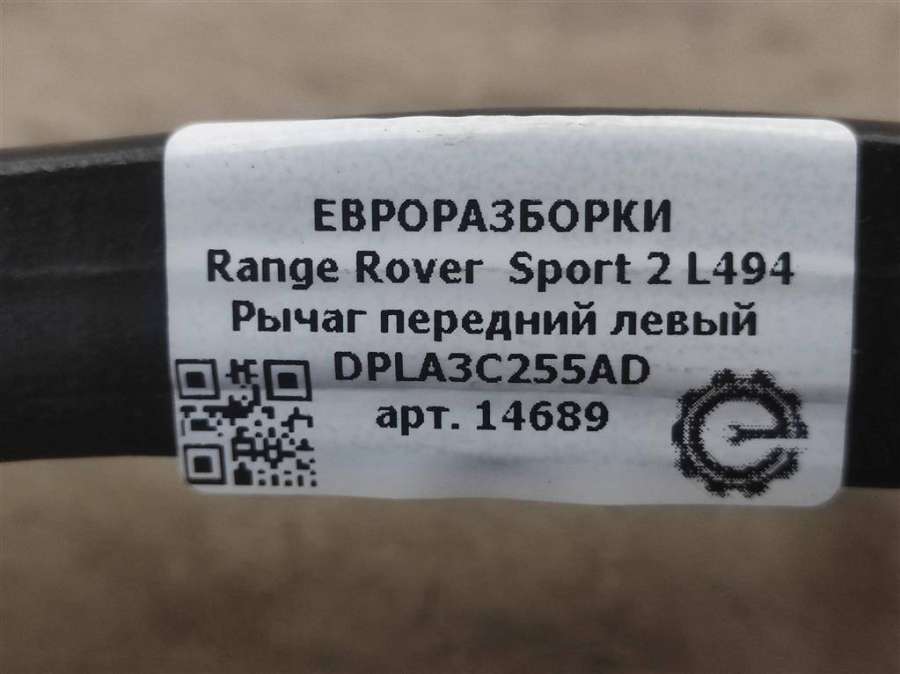 ЕВРОРАЗБОРКИ
Range Rover Sport 2 L494
Рычаг передний левый
DPLA3C255AD
арт. 14689